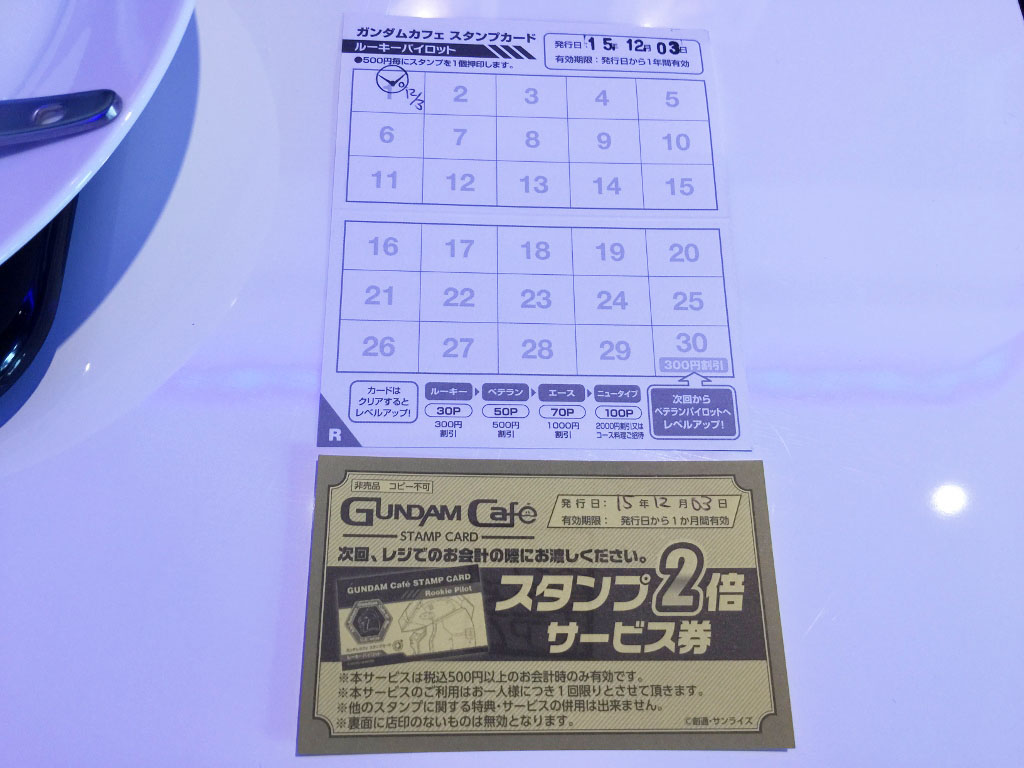 ガンダムカフェ スタンプカード
ルーキーパイロット
●500円毎にスタンプを1個押印します。
発行日:15年 12月 03日
有効期限:発行日から1年間有効
1 2 3 4 5
12/3
6 7 8 9 10
11 12 13 14 15
16 17 18 19 20
21 22 23 24 25
26 27 28 29 30
300円割引
カードは
クリアすると
レベルアップ!
ルーキー ベテラン エース ニュータイプ
30P 50P 70P 100P
300円割引 500円割引 1000円割引 2000円割引又はコース料理ご招待
次回から
ベテランパイロットへ
レベルアップ!
R
非売品 コピー不可
GUNDAM Café
STAMP CARD
発行日:15年12月03日
有効期限: 発行日から1か月間有効
次回、レジでのお会計の際にお渡しください。
GUNDAM Café STAMP CARD
Rookie Pilot
ルーキーパイロット
スタンプ2倍
サービス券
※本サービスは税込500円以上のお会計時のみ有効です。
※本サービスのご利用はお一人様につき1回限りとさせて頂きます。
※他のスタンプに関する特典・サービスの併用は出来ません。
※裏面に店印のないものは無効となります。
©創通・サンライズ